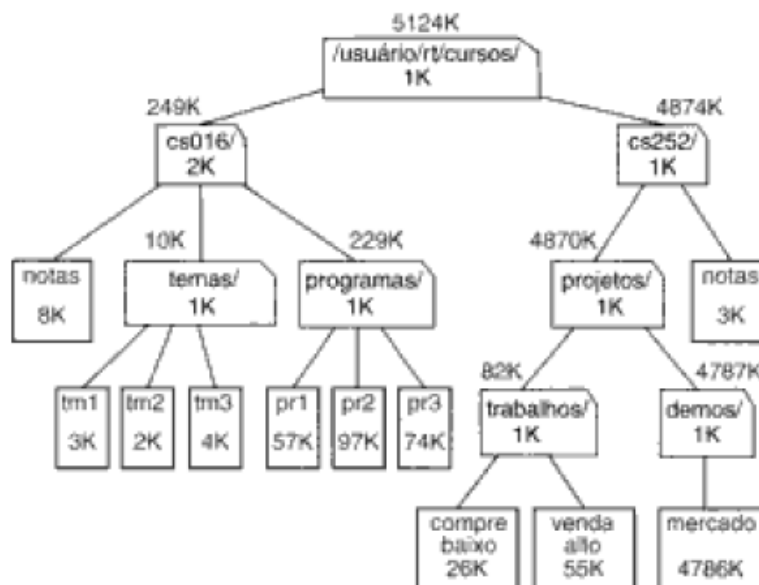 5124K
/usuário/rt/cursos/
1K
249K
4874K
cs016/
2K
cs252/
1K
10K
229K
4870K
notas
8K
temas/
1K
programas/
1K
projetos/
1K
notas
3K
82K
4787K
tm1
3K
tm2
2K
tm3
4K
pr1
57K
pr2
97K
pr3
74K
trabalhos/
1K
demos/
1K
compre
baixo
26K
venda
alto
55K
mercado
4786K